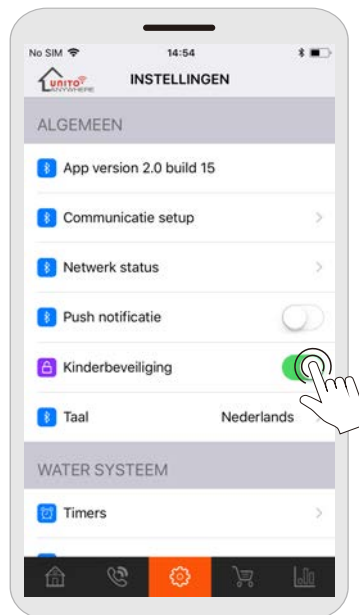 No SIM 14:54
UNITO
ANYWHERE
INSTELLINGEN
ALGEMEEN
App version 2.0 build 15
Communicatie setup
Netwerk status
Push notificatie
Kinderbeveiliging
Taal Nederlands
WATER SYSTEEM
Timers